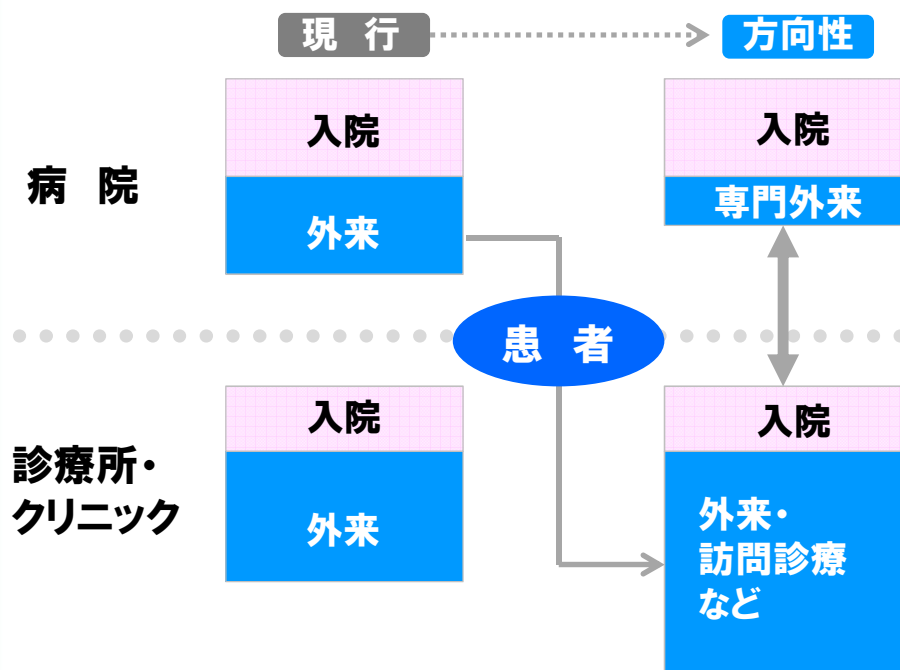 現 行
方向性
病 院
入院
外来
入院
専門外来
患 者
診療所・
クリニック
入院
外来
入院
外来・
訪問診療
など